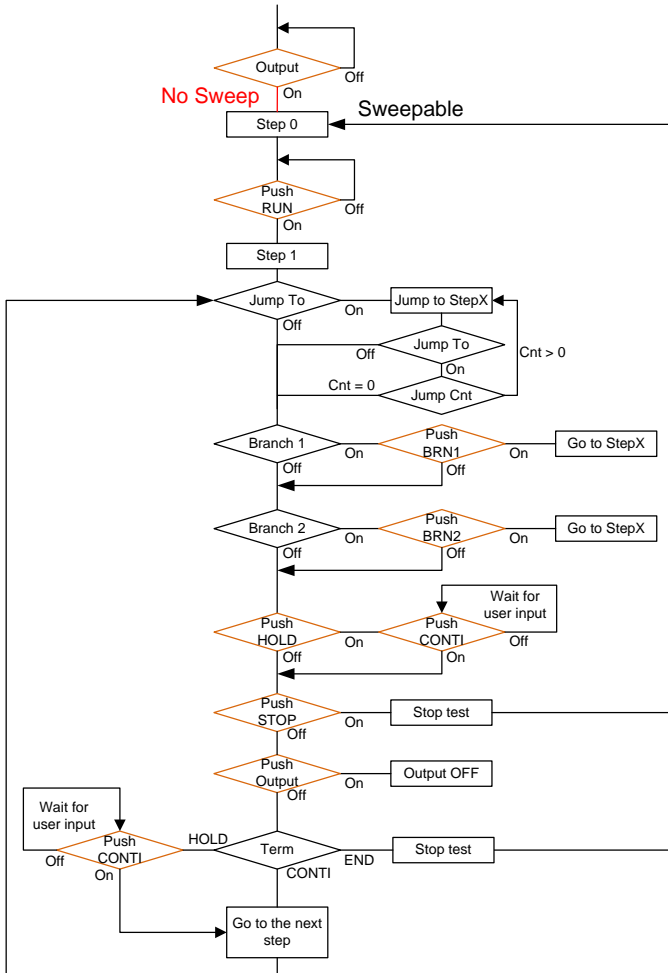 Output
Off
On
No Sweep
Sweepable
Step 0
Push
RUN
Off
On
Step 1
Jump To
On
Jump to StepX
Off
Jump To
Off
On
Cnt > 0
Cnt = 0
Jump Cnt
Branch 1
On
Push
BRN1
On
Go to StepX
Off
Off
Branch 2
On
Push
BRN2
On
Go to StepX
Off
Off
Wait for
user input
Push
HOLD
On
Push
CONTI
Off
Off
On
Push
STOP
On
Stop test
Off
Push
Output
On
Output OFF
Off
Wait for
user input
Push
CONTI
HOLD
Term
END
Stop test
Off
On
CONTI
Go to the next
step